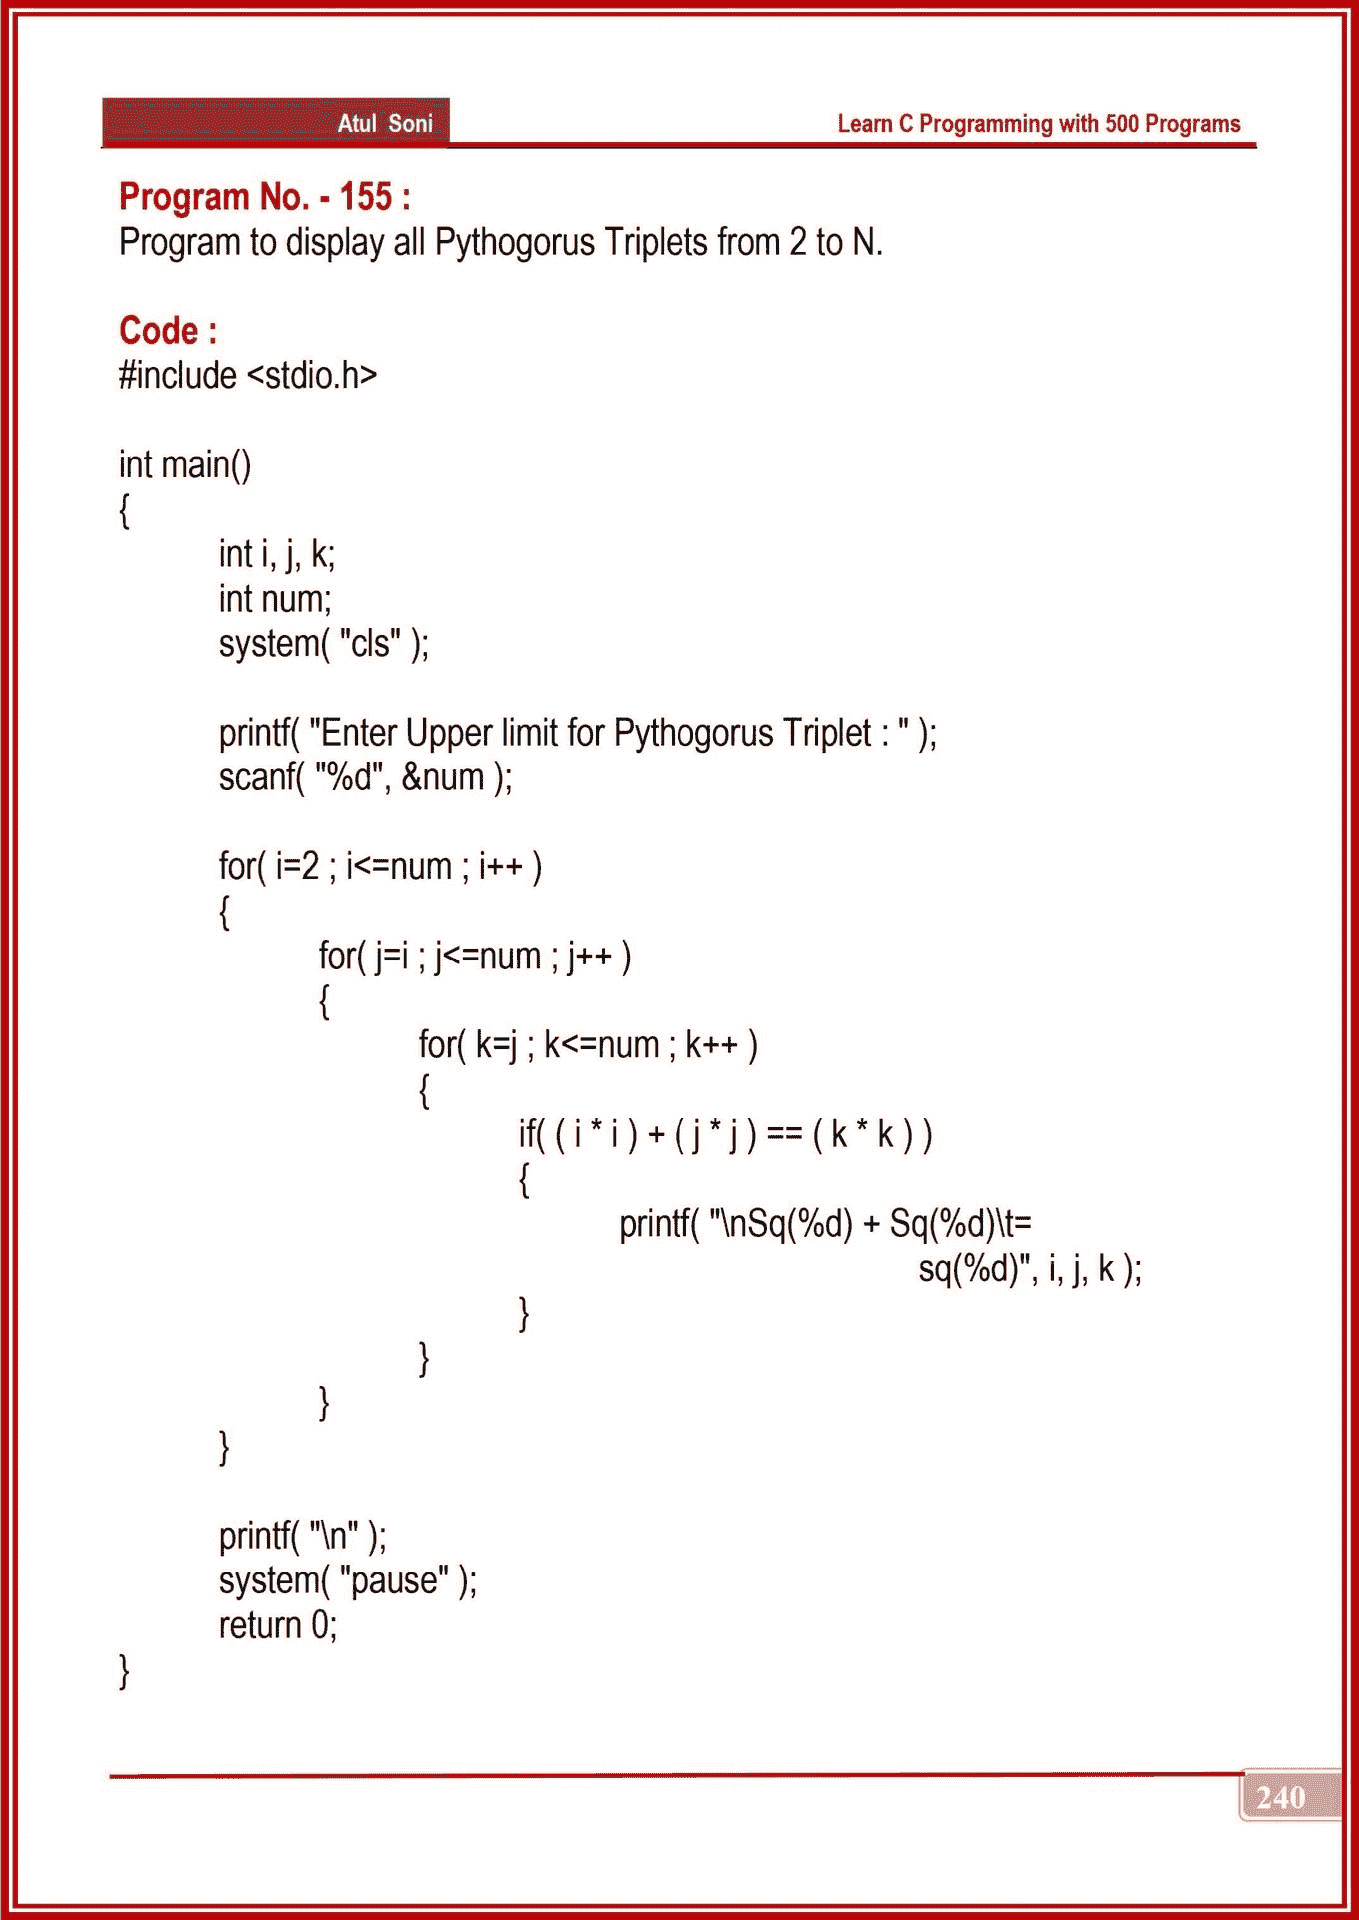 Atul Soni
Learn C Programming with 500 Programs
Program No. - 155 :
Program to display all Pythogorus Triplets from 2 to N.
Code :
#include <stdio.h>
int main()
{
int i, j, k;
int num;
system( "cls" );
printf( "Enter Upper limit for Pythogorus Triplet : " );
scanf( "%d", &num );
for( i=2 ; i<=num ; i++ )
{
for( j=i ; j<=num ; j++ )
{
for( k=j ; k<=num ; k++ )
{
if( ( i * i ) + ( j * j ) == ( k * k ) )
{
printf( "\nSq(%d) + Sq(%d)\t=
sq(%d)", i, j, k );
}
}
}
}
printf( "\n" );
system( "pause" );
return 0;
}
240